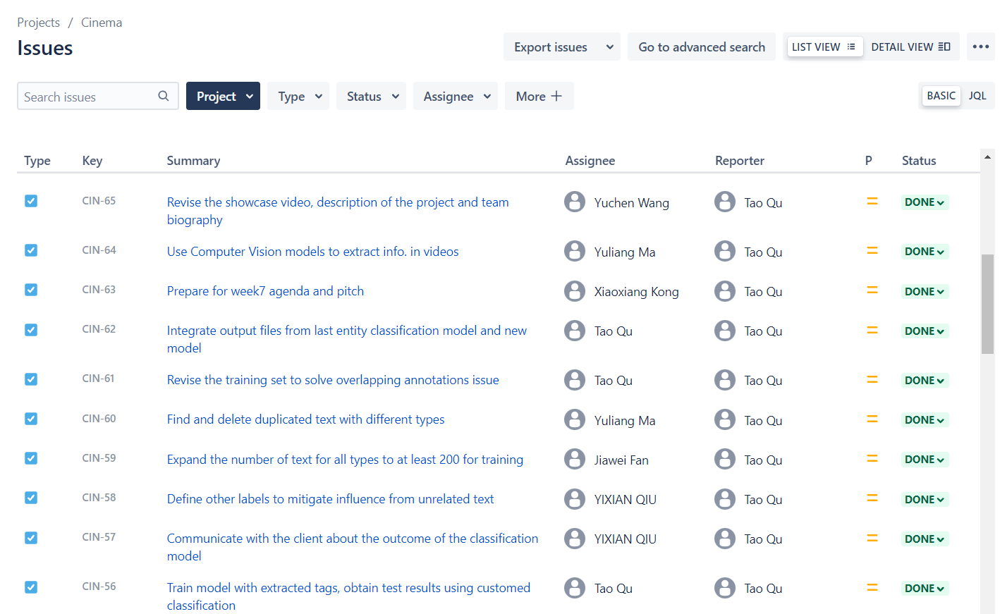 Projects / Cinema
Issues
Export issues
Go to advanced search
LIST VIEW
DETAIL VIEW
Search issues
Project
Type
Status
Assignee
More
BASIC
JQL
Type Key Summary Assignee Reporter P Status
CIN-65 Revise the showcase video, description of the project and team Yuchen Wang Tao Qu DONE
biography
CIN-64 Use Computer Vision models to extract info. in videos Yuliang Ma Tao Qu DONE
CIN-63 Prepare for week7 agenda and pitch Xiaoxiang Kong Tao Qu DONE
CIN-62 Integrate output files from last entity classification model and new Tao Qu Tao Qu DONE
model
CIN-61 Revise the training set to solve overlapping annotations issue Tao Qu Tao Qu DONE
CIN-60 Find and delete duplicated text with different types Yuliang Ma Tao Qu DONE
CIN-59 Expand the number of text for all types to at least 200 for training Jiawei Fan Tao Qu DONE
CIN-58 Define other labels to mitigate influence from unrelated text YIXIAN QIU Tao Qu DONE
CIN-57 Communicate with the client about the outcome of the classification YIXIAN QIU Tao Qu DONE
model
CIN-56 Train model with extracted tags, obtain test results using customed Tao Qu Tao Qu DONE
classification